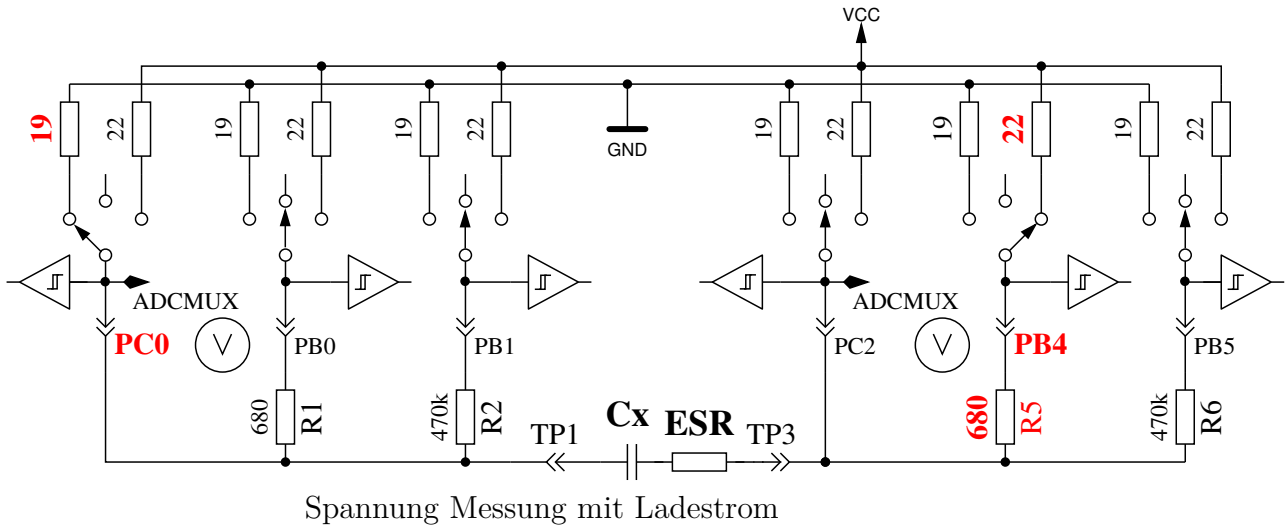 VCC
19 22 19 22 19 22 GND 19 22 19 22 19 22
ADCMUX ADCMUX
PC0 V PB0 PB1 PC2 V PB4 PB5
680 R1 470k R2 680 R5 470k R6
TP1 Cx ESR TP3
Spannung Messung mit Ladestrom